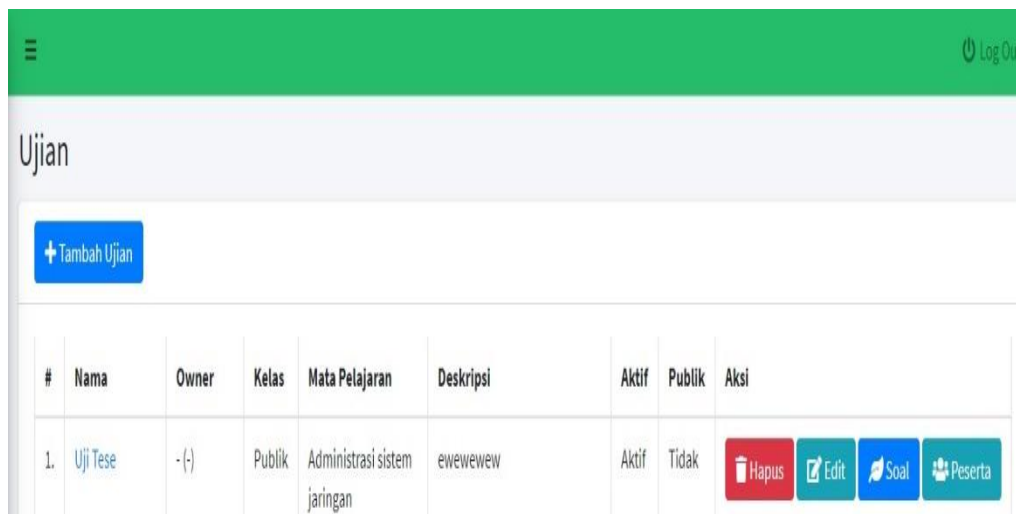 Log Ou
Ujian
Tambah Ujian
# Nama Owner Kelas Mata Pelajaran Deskripsi Aktif Publik Aksi
1. Uji Tese - (-) Publik Administrasi sistem ewewewew Aktif Tidak Hapus Edit Soal Peserta
jaringan